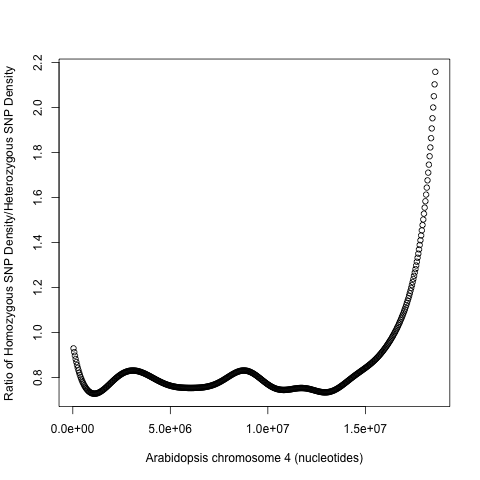 Ratio of Homozygous SNP Density/Heterozygous SNP Density
2.2
2.0
1.8
1.6
1.4
1.2
1.0
0.8
0.0e+00 5.0e+06 1.0e+07 1.5e+07
Arabidopsis chromosome 4 (nucleotides)